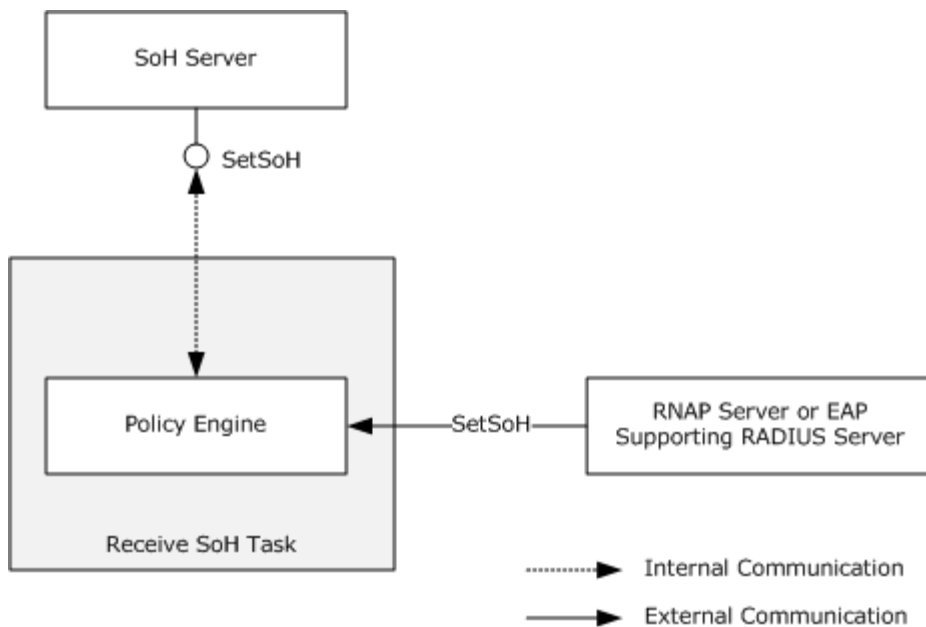 SoH Server
SetSoH
Policy Engine
SetSoH
RNAP Server or EAP
Supporting RADIUS Server
Receive SoH Task
Internal Communication
External Communication